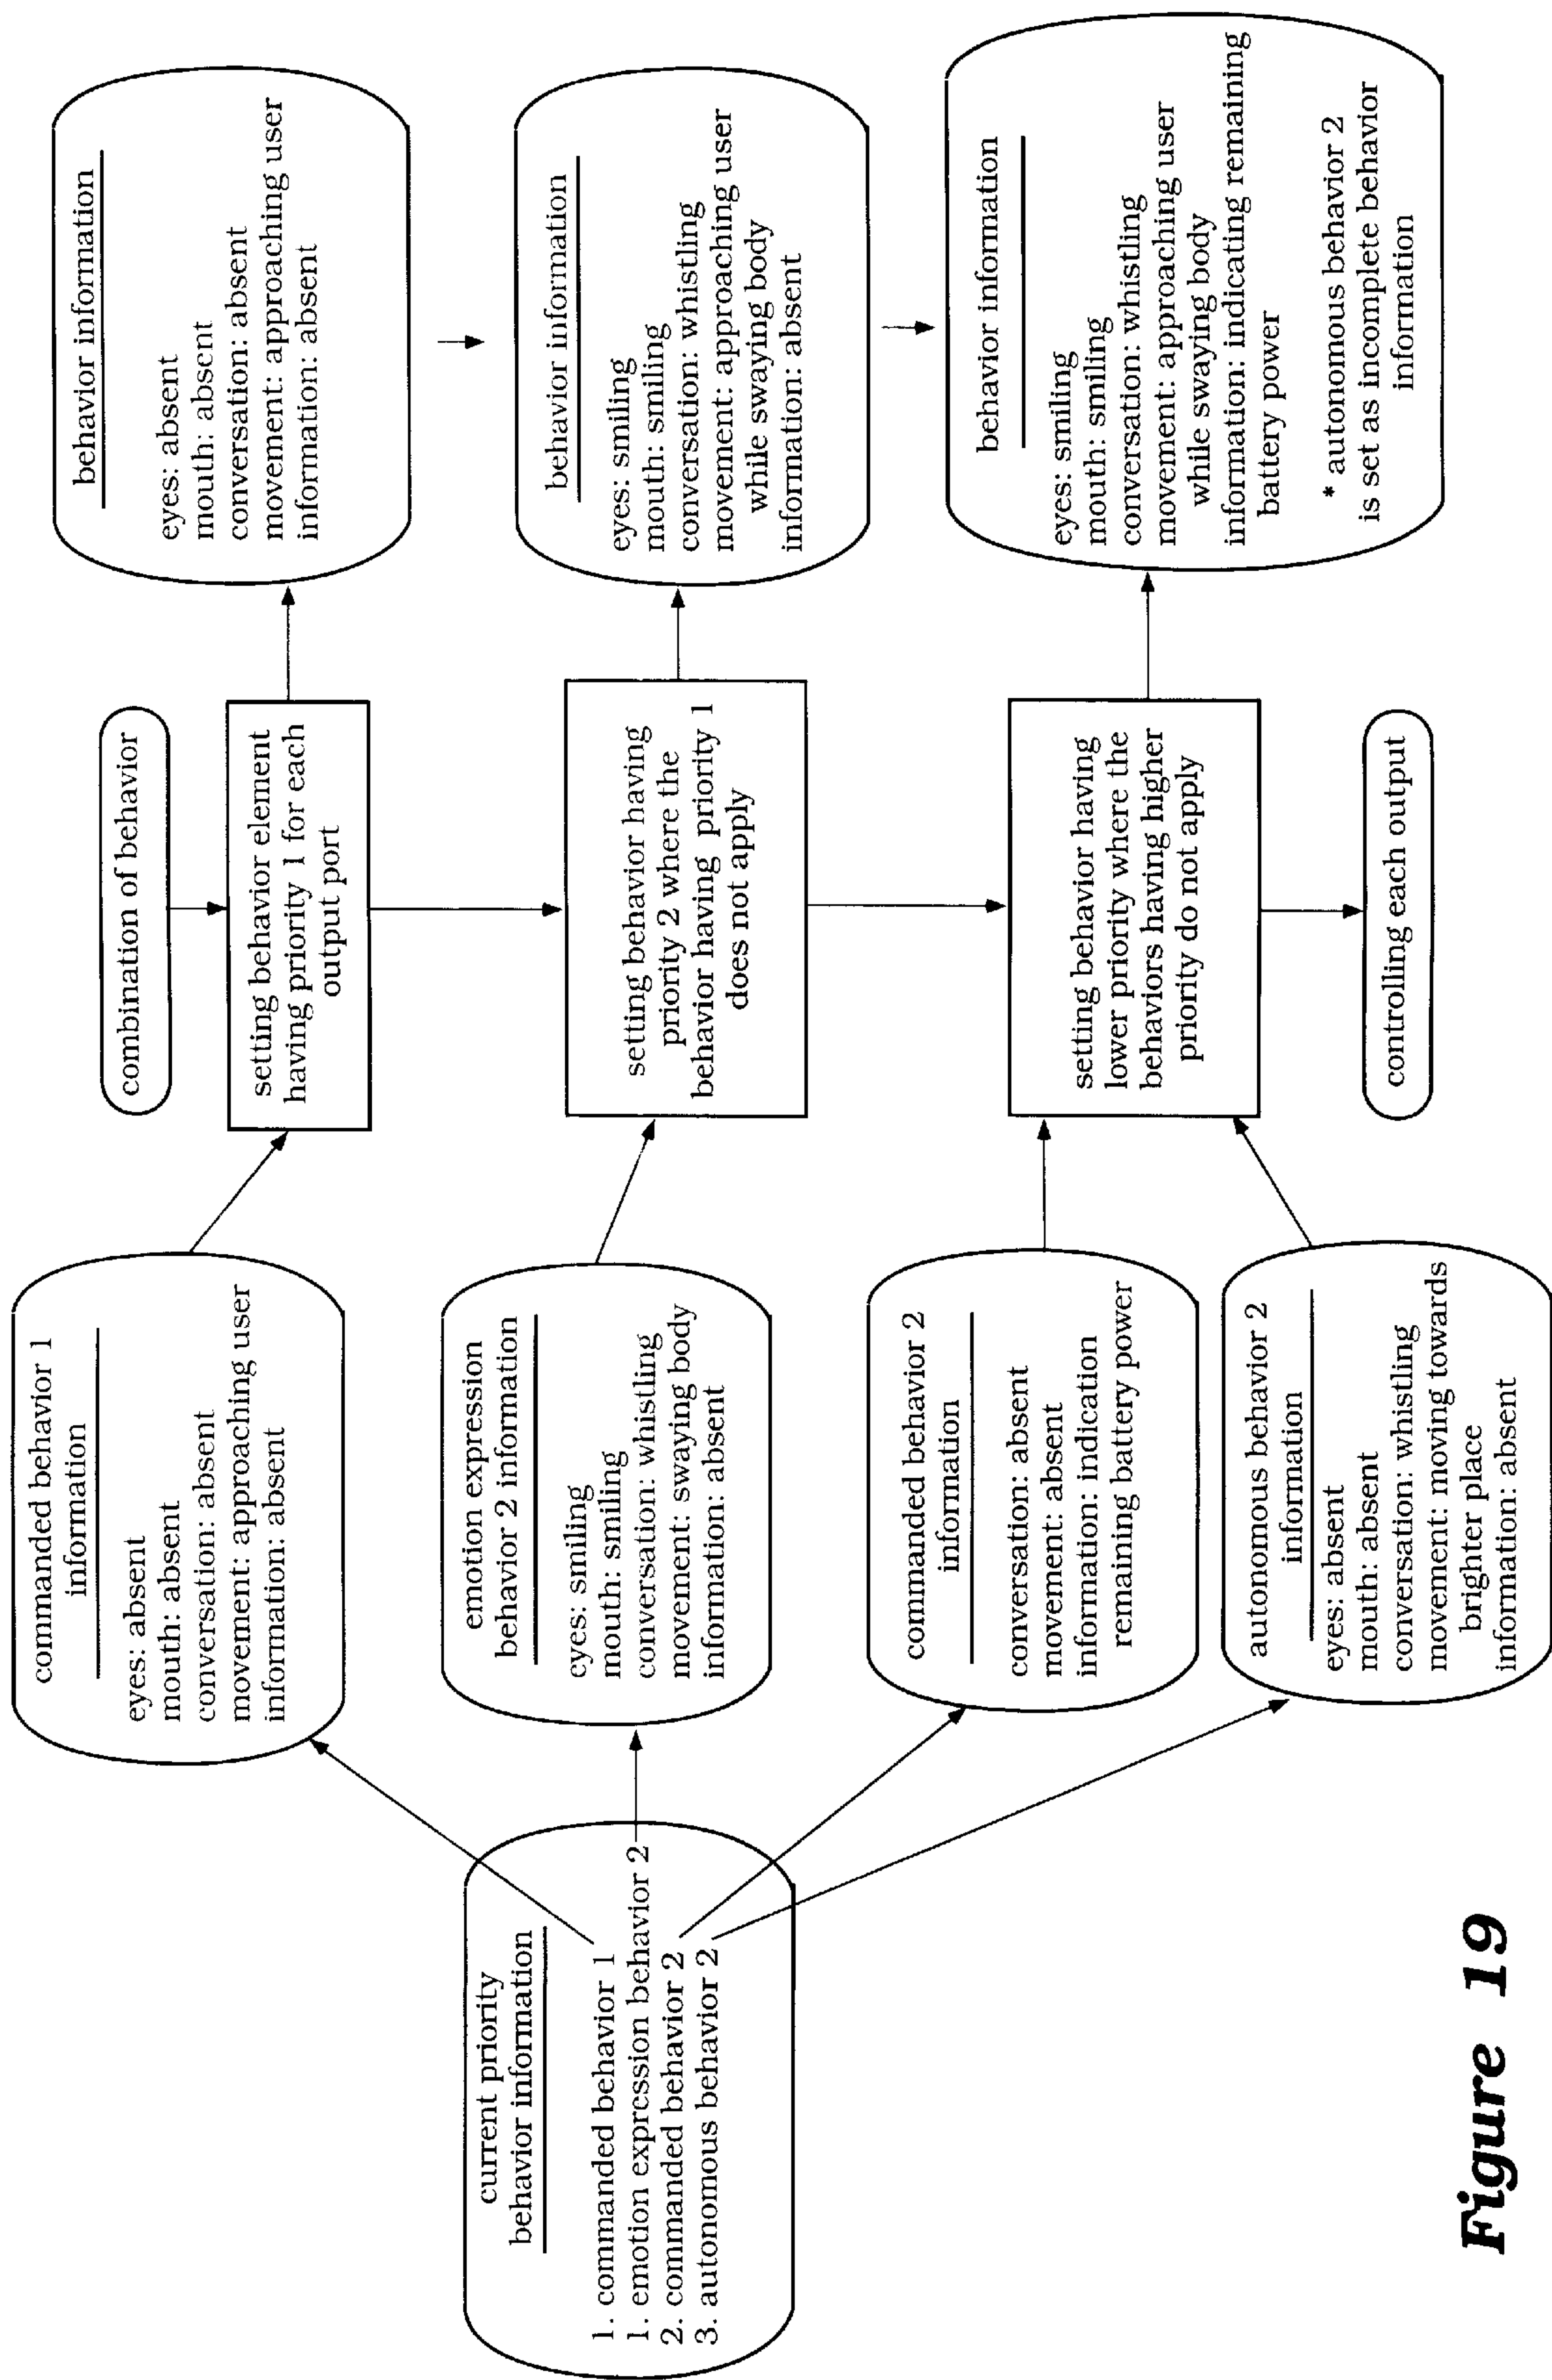 current priority
behavior information
1. commanded behavior 1
1. emotion expression behavior 2
2. commanded behavior 2
3. autonomous behavior 2
commanded behavior 1
information
eyes: absent
mouth: absent
conversation: absent
movement: approaching user
information: absent
emotion expression
behavior 2 information
eyes: smiling
mouth: smiling
conversation: whistling
movement: swaying body
information: absent
commanded behavior 2
information
conversation: absent
movement: absent
information: indication
remaining battery power
autonomous behavior 2
information
eyes: absent
mouth: absent
conversation: whistling
movement: moving towards
brighter place
information: absent
combination of behavior
setting behavior element
having priority 1 for each
output port
setting behavior having
priority 2 where the
behavior having priority 1
does not apply
setting behavior having
lower priority where the
behaviors having higher
priority do not apply
controlling each output
behavior information
eyes: absent
mouth: absent
conversation: absent
movement: approaching user
information: absent
behavior information
eyes: smiling
mouth: smiling
conversation: whistling
movement: approaching user
while swaying body
information: absent
behavior information
eyes: smiling
mouth: smiling
conversation: whistling
movement: approaching user
while swaying body
information: indicating remaining
battery power
* autonomous behavior 2
is set as incomplete behavior
information
Figure 19